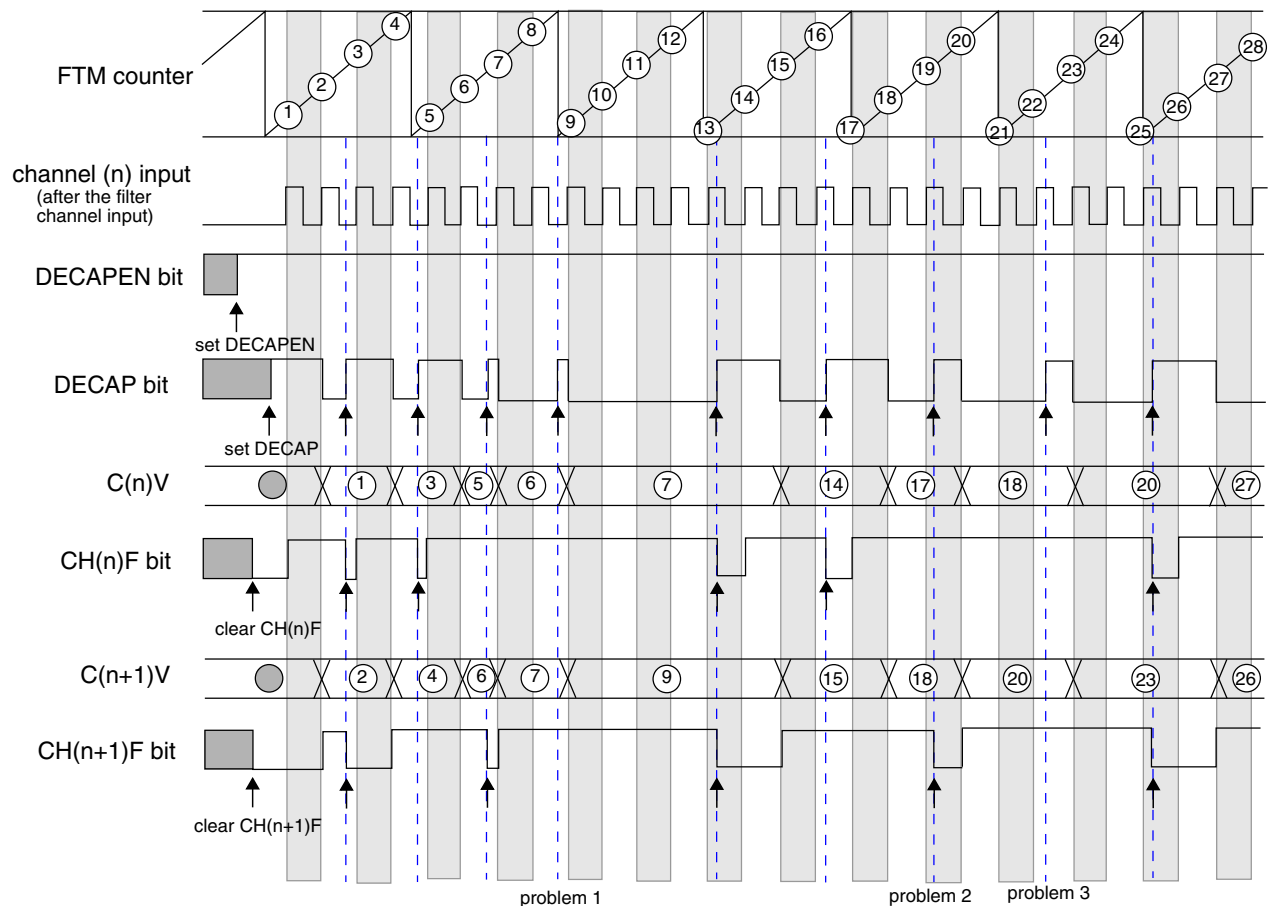 FTM counter
1 2 3 4 5 6 7 8 9 10 11 12 13 14 15 16 17 18 19 20 21 22 23 24 25 26 27 28
channel (n) input
(after the filter
channel input)
DECAPEN bit
set DECAPEN
DECAP bit
set DECAP
C(n)V
1 3 5 6 7 14 17 18 20 27
CH(n)F bit
clear CH(n)F
C(n+1)V
2 4 6 7 9 15 18 20 23 26
CH(n+1)F bit
clear CH(n+1)F
problem 1 problem 2 problem 3